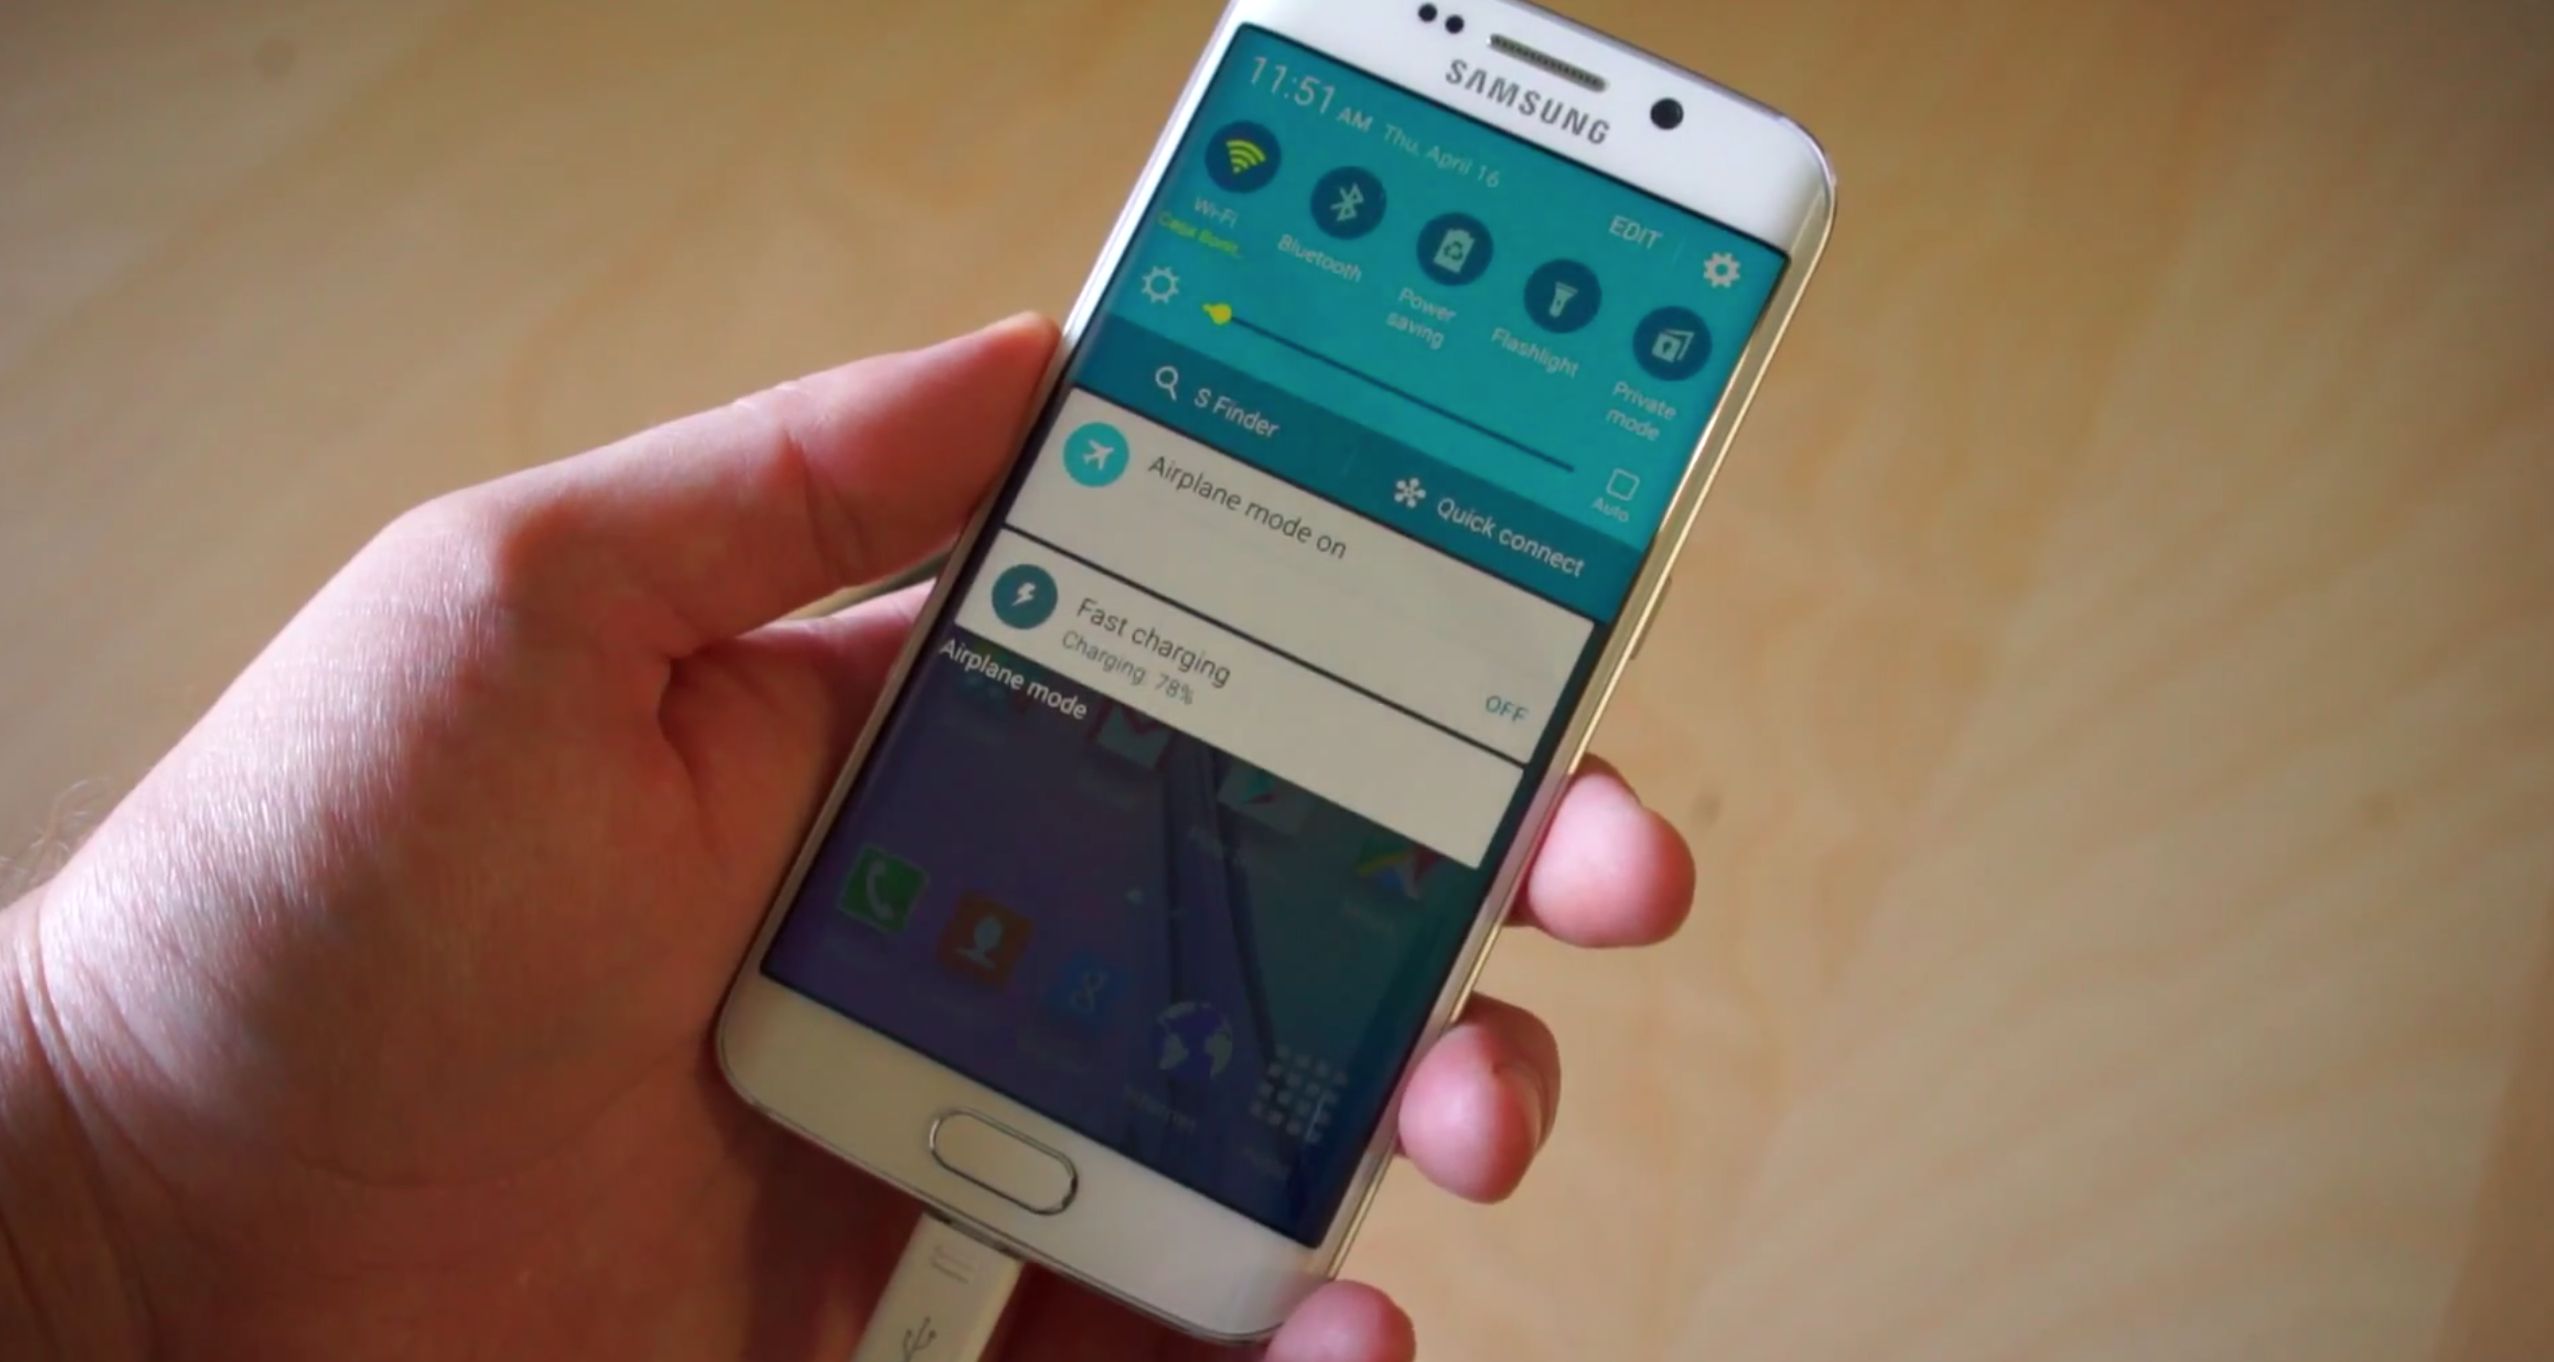 SAMSUNG
11:51 AM Thu, April 16
EDIT
Wi-Fi
Bluetooth
Power
saving
Flashlight
Private
mode
Auto
S Finder
Quick connect
Airplane mode on
OFF
Fast charging
Charging: 78%
Airplane mode